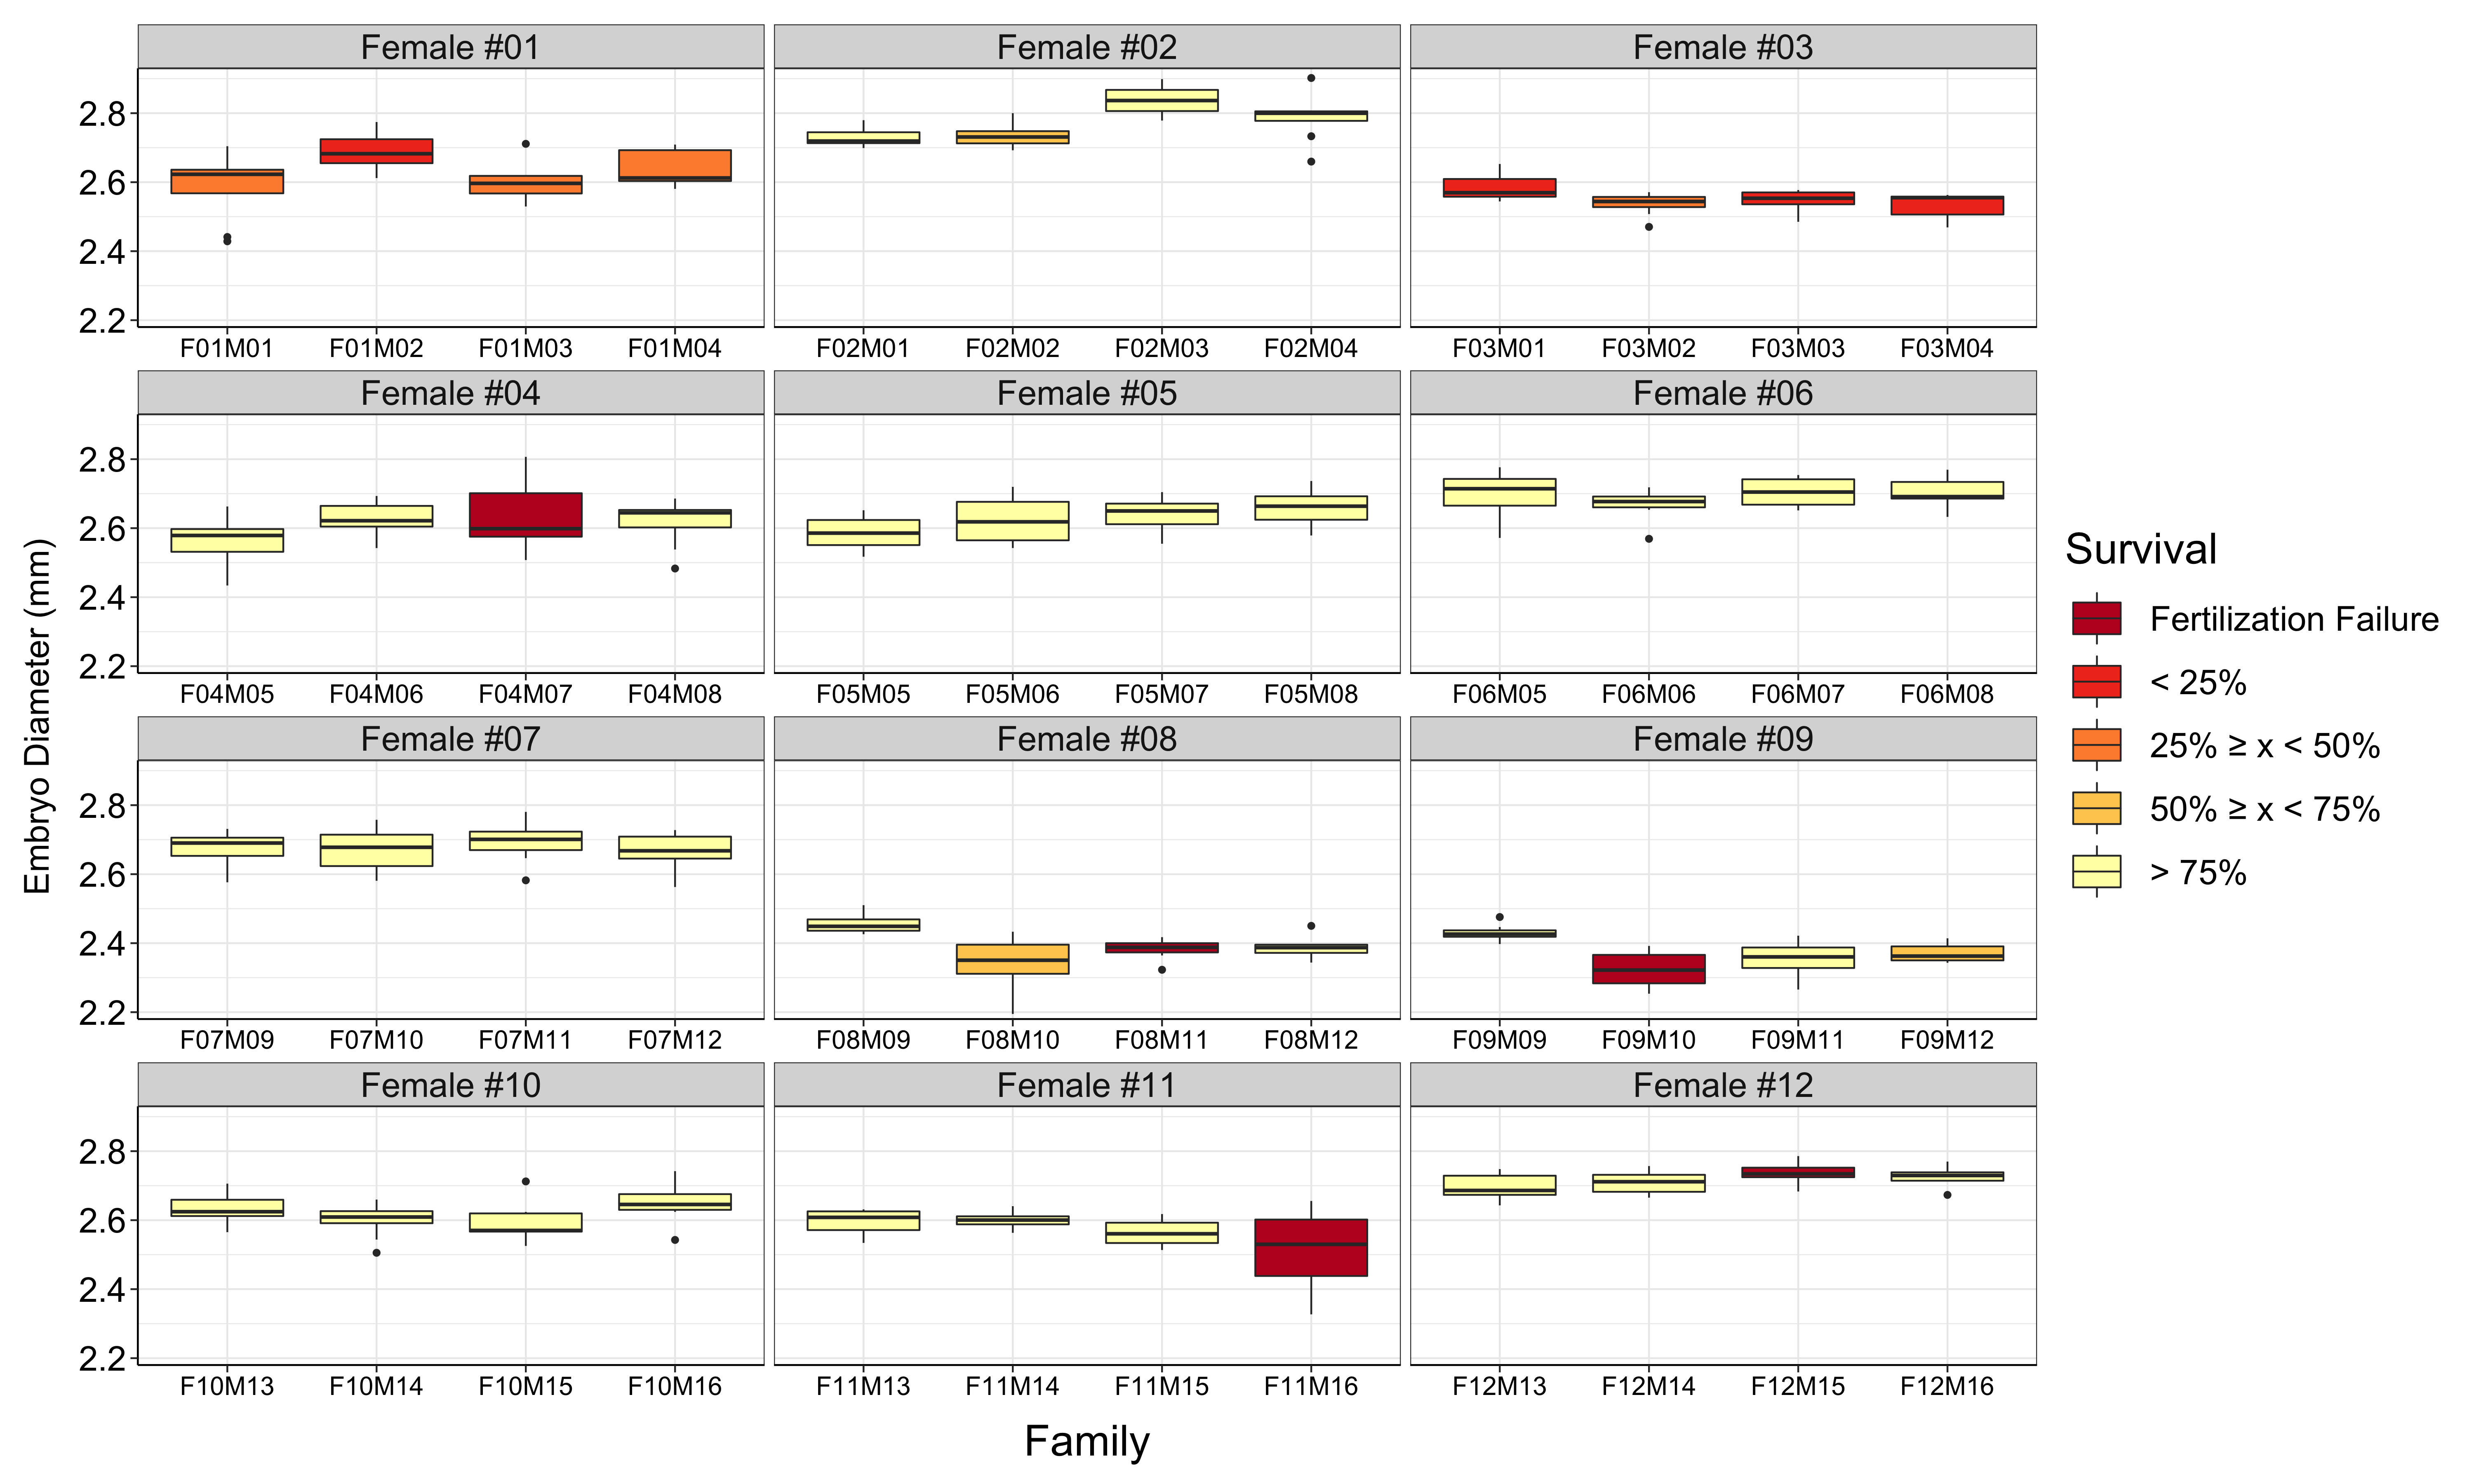 Female #01 Female #02 Female #03
2.8
2.6
2.4
2.2
F01M01 F01M02 F01M03 F01M04 F02M01 F02M02 F02M03 F02M04 F03M01 F03M02 F03M03 F03M04
Female #04 Female #05 Female #06
2.8
2.6
2.4
2.2
F04M05 F04M06 F04M07 F04M08 F05M05 F05M06 F05M07 F05M08 F06M05 F06M06 F06M07 F06M08
Female #07 Female #08 Female #09
2.8
2.6
2.4
2.2
F07M09 F07M10 F07M11 F07M12 F08M09 F08M10 F08M11 F08M12 F09M09 F09M10 F09M11 F09M12
Female #10 Female #11 Female #12
2.8
2.6
2.4
2.2
F10M13 F10M14 F10M15 F10M16 F11M13 F11M14 F11M15 F11M16 F12M13 F12M14 F12M15 F12M16
Embryo Diameter (mm)
Family
Survival
Fertilization Failure
< 25%
25% ≥ x < 50%
50% ≥ x < 75%
> 75%